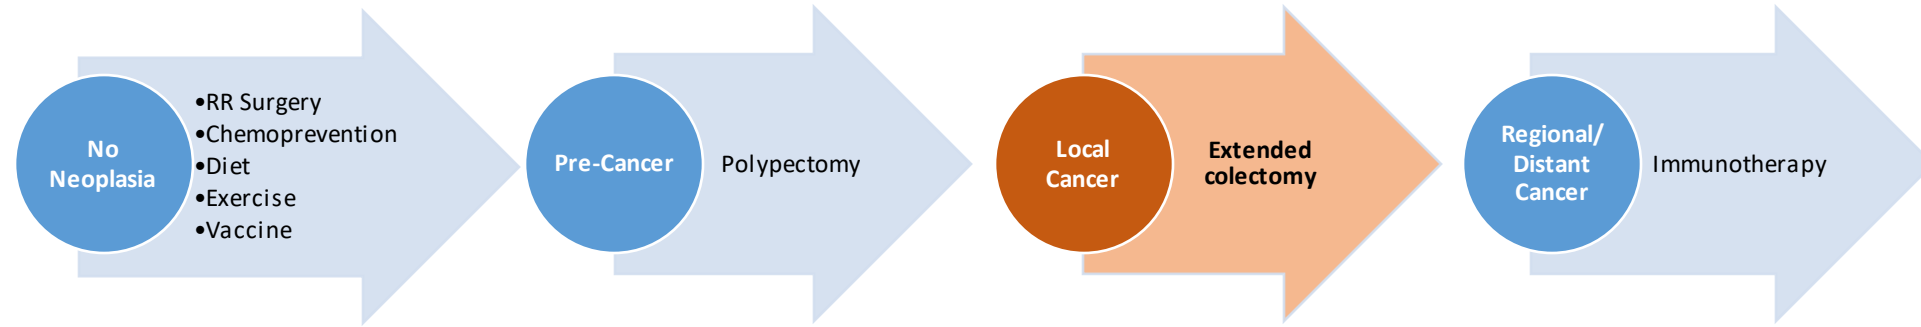 No
Neoplasia
•RR Surgery
•Chemoprevention
•Diet
•Exercise
•Vaccine
Pre-Cancer
Polypectomy
Local
Cancer
Extended
colectomy
Regional/
Distant
Cancer
Immunotherapy